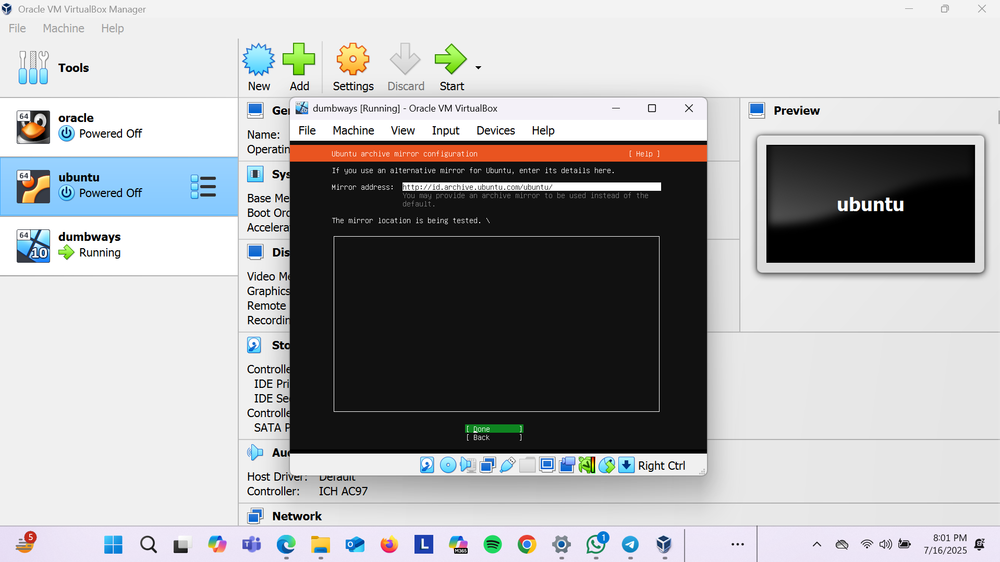 Oracle VM VirtualBox Manager
File Machine Help
Tools
New Add Settings Discard Start
64 oracle
Powered Off
64 ubuntu
Powered Off
64 10 dumbways
Running
Ger
Name:
Operatin
Sys
Base Me
Boot Ord
Accelera
Dis
Video Me
Graphics
Remote
Recordin
Sto
Controlle
IDE Pri
IDE Sec
Controlle
SATA P
Aud
Host Driver: Default
Controller: ICH AC97
Network
Preview
ubuntu
dumbways [Running] - Oracle VM VirtualBox
File Machine View Input Devices Help
Ubuntu archive mirror configuration [ Help ]
If you use an alternative mirror for Ubuntu, enter its details here.
Mirror address: http://id.archive.ubuntu.com/ubuntu/
You may provide an archive mirror to be used instead of the
default.
The mirror location is being tested. \
[ Done ]
[ Back ]
Right Ctrl
5
L
M365
1
8:01 PM
7/16/2025